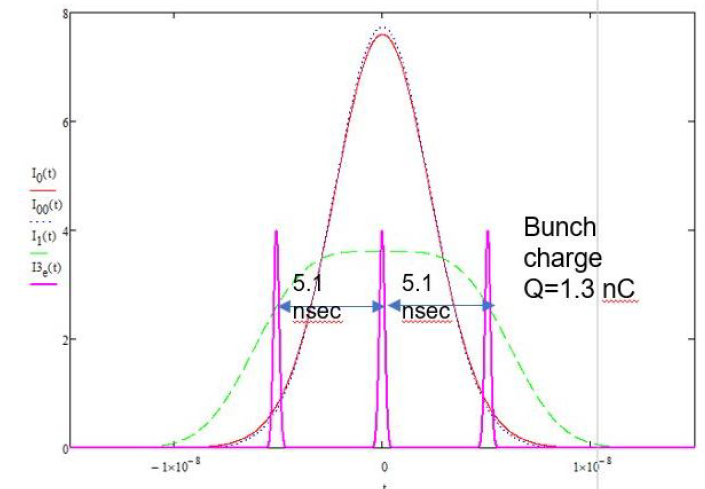 8
6
4
2
0
I₀(t)
I₀₀(t)
I₁(t)
I3ₑ(t)
5.1
nsec
5.1
nsec
Bunch
charge
Q=1.3 nC
−1×10⁻⁸
0
1×10⁻⁸